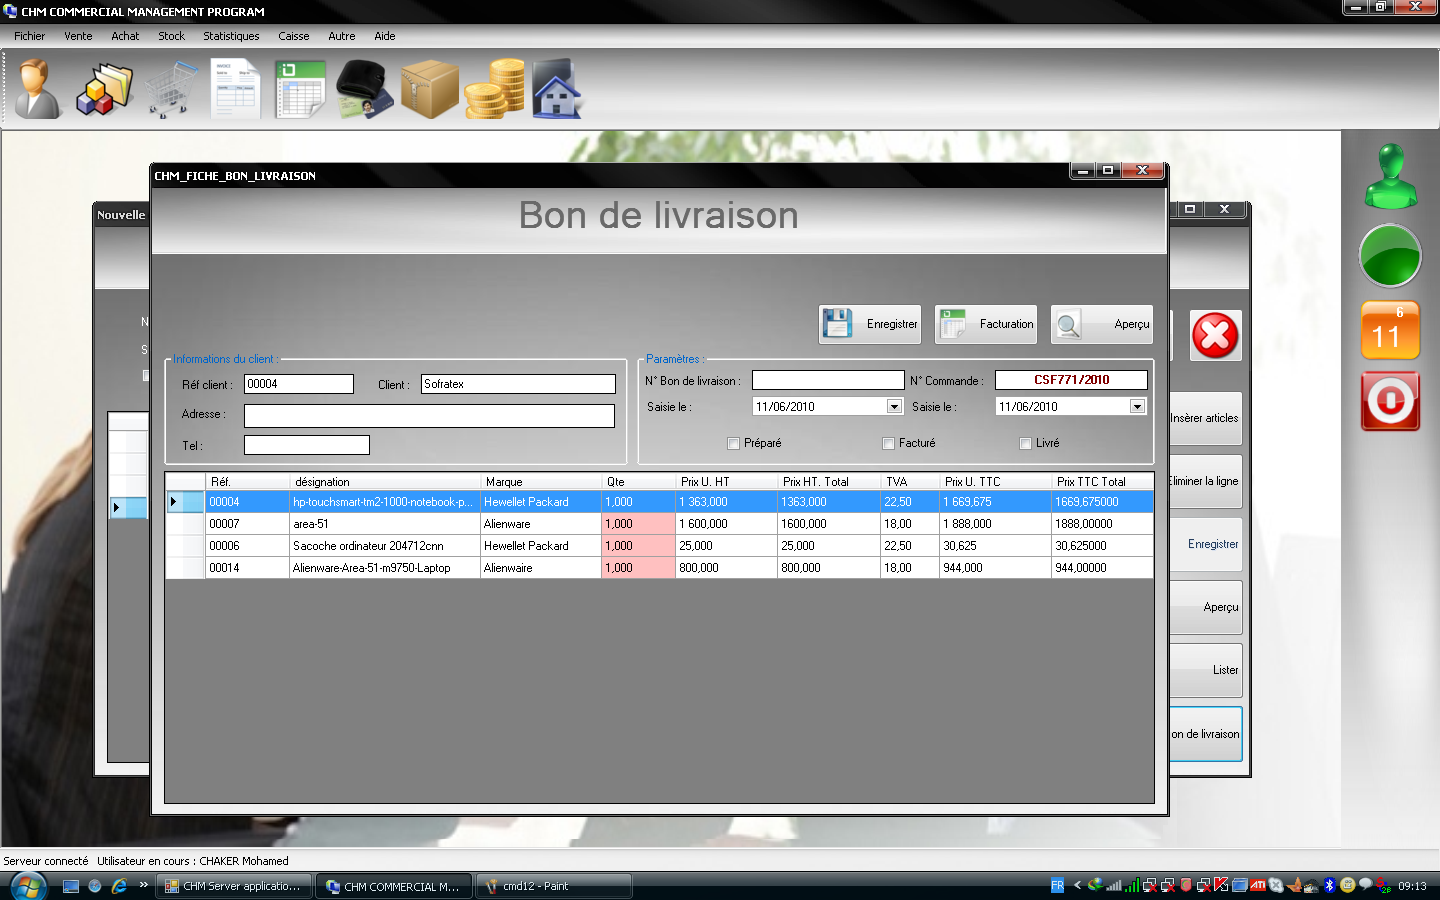 CHM COMMERCIAL MANAGEMENT PROGRAM
Fichier Vente Achat Stock Statistiques Caisse Autre Aide
CHM_FICHE_BON_LIVRAISON
Bon de livraison
Nouvelle
Enregistrer Facturation Aperçu
Informations du client :
Réf client : 00004 Client : Sofratex
Adresse :
Tel :
Paramètres :
N° Bon de livraison : N° Commande : CSF771/2010
Saisie le : 11/06/2010 Saisie le : 11/06/2010
Préparé Facturé Livré
Réf. désignation Marque Qte Prix U. HT Prix HT. Total TVA Prix U. TTC Prix TTC Total
00004 hp-touchsmart-tm2-1000-notebook-p... Hewellet Packard 1,000 1 363,000 1363,000 22,50 1 669,675 1669,675000
00007 area-51 Alienware 1,000 1 600,000 1600,000 18,00 1 888,000 1888,00000
00006 Sacoche ordinateur 204712cnn Hewellet Packard 1,000 25,000 25,000 22,50 30,625 30,625000
00014 Alienware-Area-51-m9750-Laptop Alienwaire 1,000 800,000 800,000 18,00 944,000 944,00000
N
S
Insèrer articles
Eliminer la ligne
Enregistrer
Aperçu
Lister
on de livraison
6
11
Serveur connecté Utilisateur en cours : CHAKER Mohamed
CHM Server applicatio... CHM COMMERCIAL M... cmd12 - Paint FR ATI 09:13